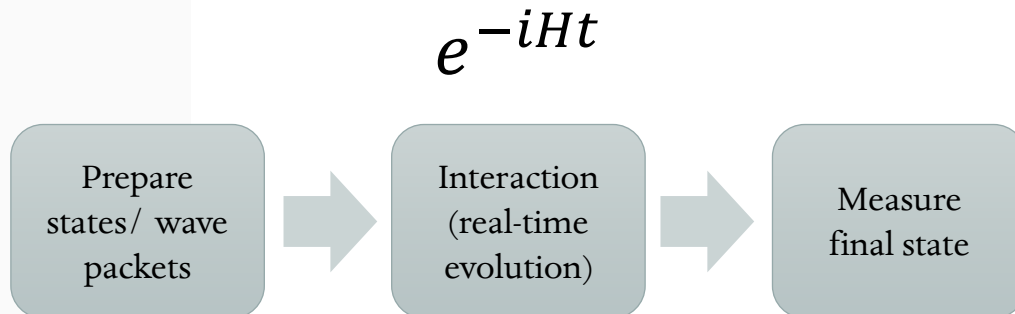 e^{-iHt}
Prepare
states/ wave
packets
Interaction
(real-time
evolution)
Measure
final state